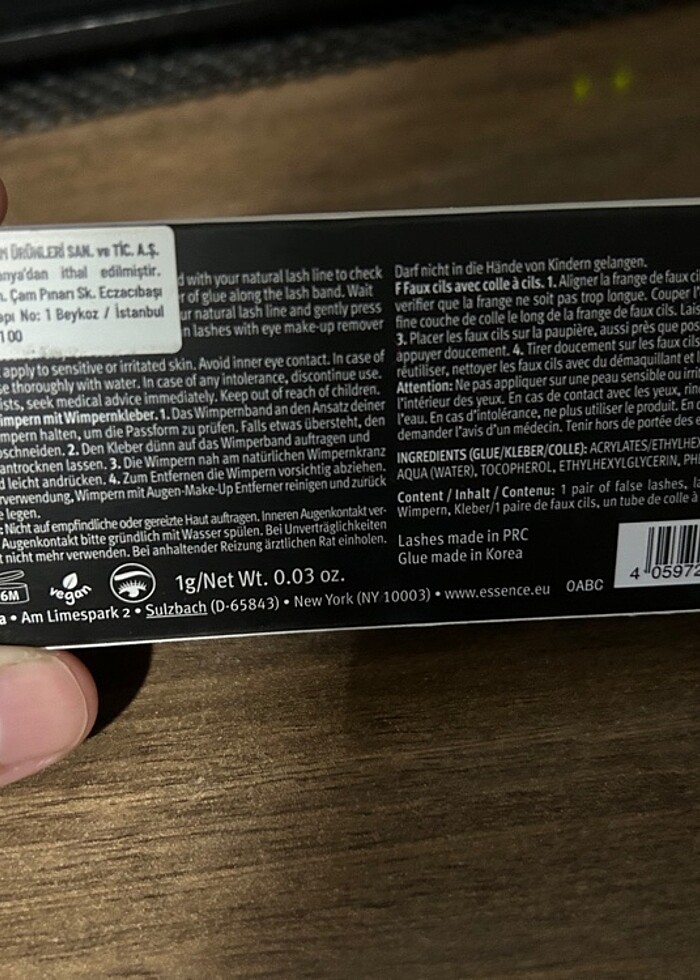 M ÜRÜNLERİ SAN. ve TİC. A.Ş.
anya'dan ithal edilmiştir.
Çam Pınarı Sk. Eczacıbaşı
apı No: 1 Beykoz / İstanbul
100
d with your natural lash line to check
r of glue along the lash band. Wait
ur natural lash line and gently press
n lashes with eye make-up remover
apply to sensitive or irritated skin. Avoid inner eye contact. In case of
se thoroughly with water. In case of any intolerance, discontinue use.
ists, seek medical advice immediately. Keep out of reach of children.
impern mit Wimpernkleber. 1. Das Wimpernband an den Ansatz deiner
mpern halten, um die Passform zu prüfen. Falls etwas übersteht, den
oschneiden. 2. Den Kleber dünn auf das Wimperband auftragen und
antrocknen lassen. 3. Die Wimpern nah am natürlichen Wimpernkranz
d leicht andrücken. 4. Zum Entfernen die Wimpern vorsichtig abziehen.
rverwendung, Wimpern mit Augen-Make-Up Entferner reinigen und zurück
e legen.
: Nicht auf empfindliche oder gereizte Haut auftragen. Inneren Augenkontakt ver-
Augenkontakt bitte gründlich mit Wasser spülen. Bei Unverträglichkeiten
t nicht mehr verwenden. Bei anhaltender Reizung ärztlichen Rat einholen.
6M vegan 1g/Net Wt. 0.03 oz.
a • Am Limespark 2 • Sulzbach (D-65843) • New York (NY 10003) • www.essence.eu
Darf nicht in die Hände von Kindern gelangen.
F Faux cils avec colle à cils. 1. Aligner la frange de faux ci
verifier que la frange ne soit pas trop longue. Couper l'
fine couche de colle le long de la frange de cils. Lai
3. Placer les faux cils sur la paupière, aussi près que pos
appuyer doucement. 4. Tirer doucement sur les faux cils
réutiliser, nettoyer les faux cils avec du démaquillant et
Attention: Ne pas appliquer sur une peau sensible ou irri
l'intérieur des yeux. En cas de contact avec les yeux, rin
l'eau. En cas d'intolérance, ne plus utiliser le produit. En
demander l'avis d'un médecin. Tenir hors de portée des e
INGREDIENTS (GLUE/KLEBER/COLLE): ACRYLATES/ETHYLHEX
AQUA (WATER), TOCOPHEROL, ETHYLHEXYLGLYCERIN, PHE
Content / Inhalt / Contenu: 1 pair of false lashes, la
Wimpern, Kleber/1 paire de faux cils, un tube de colle à
Lashes made in PRC
Glue made in Korea
OABC
4 05972